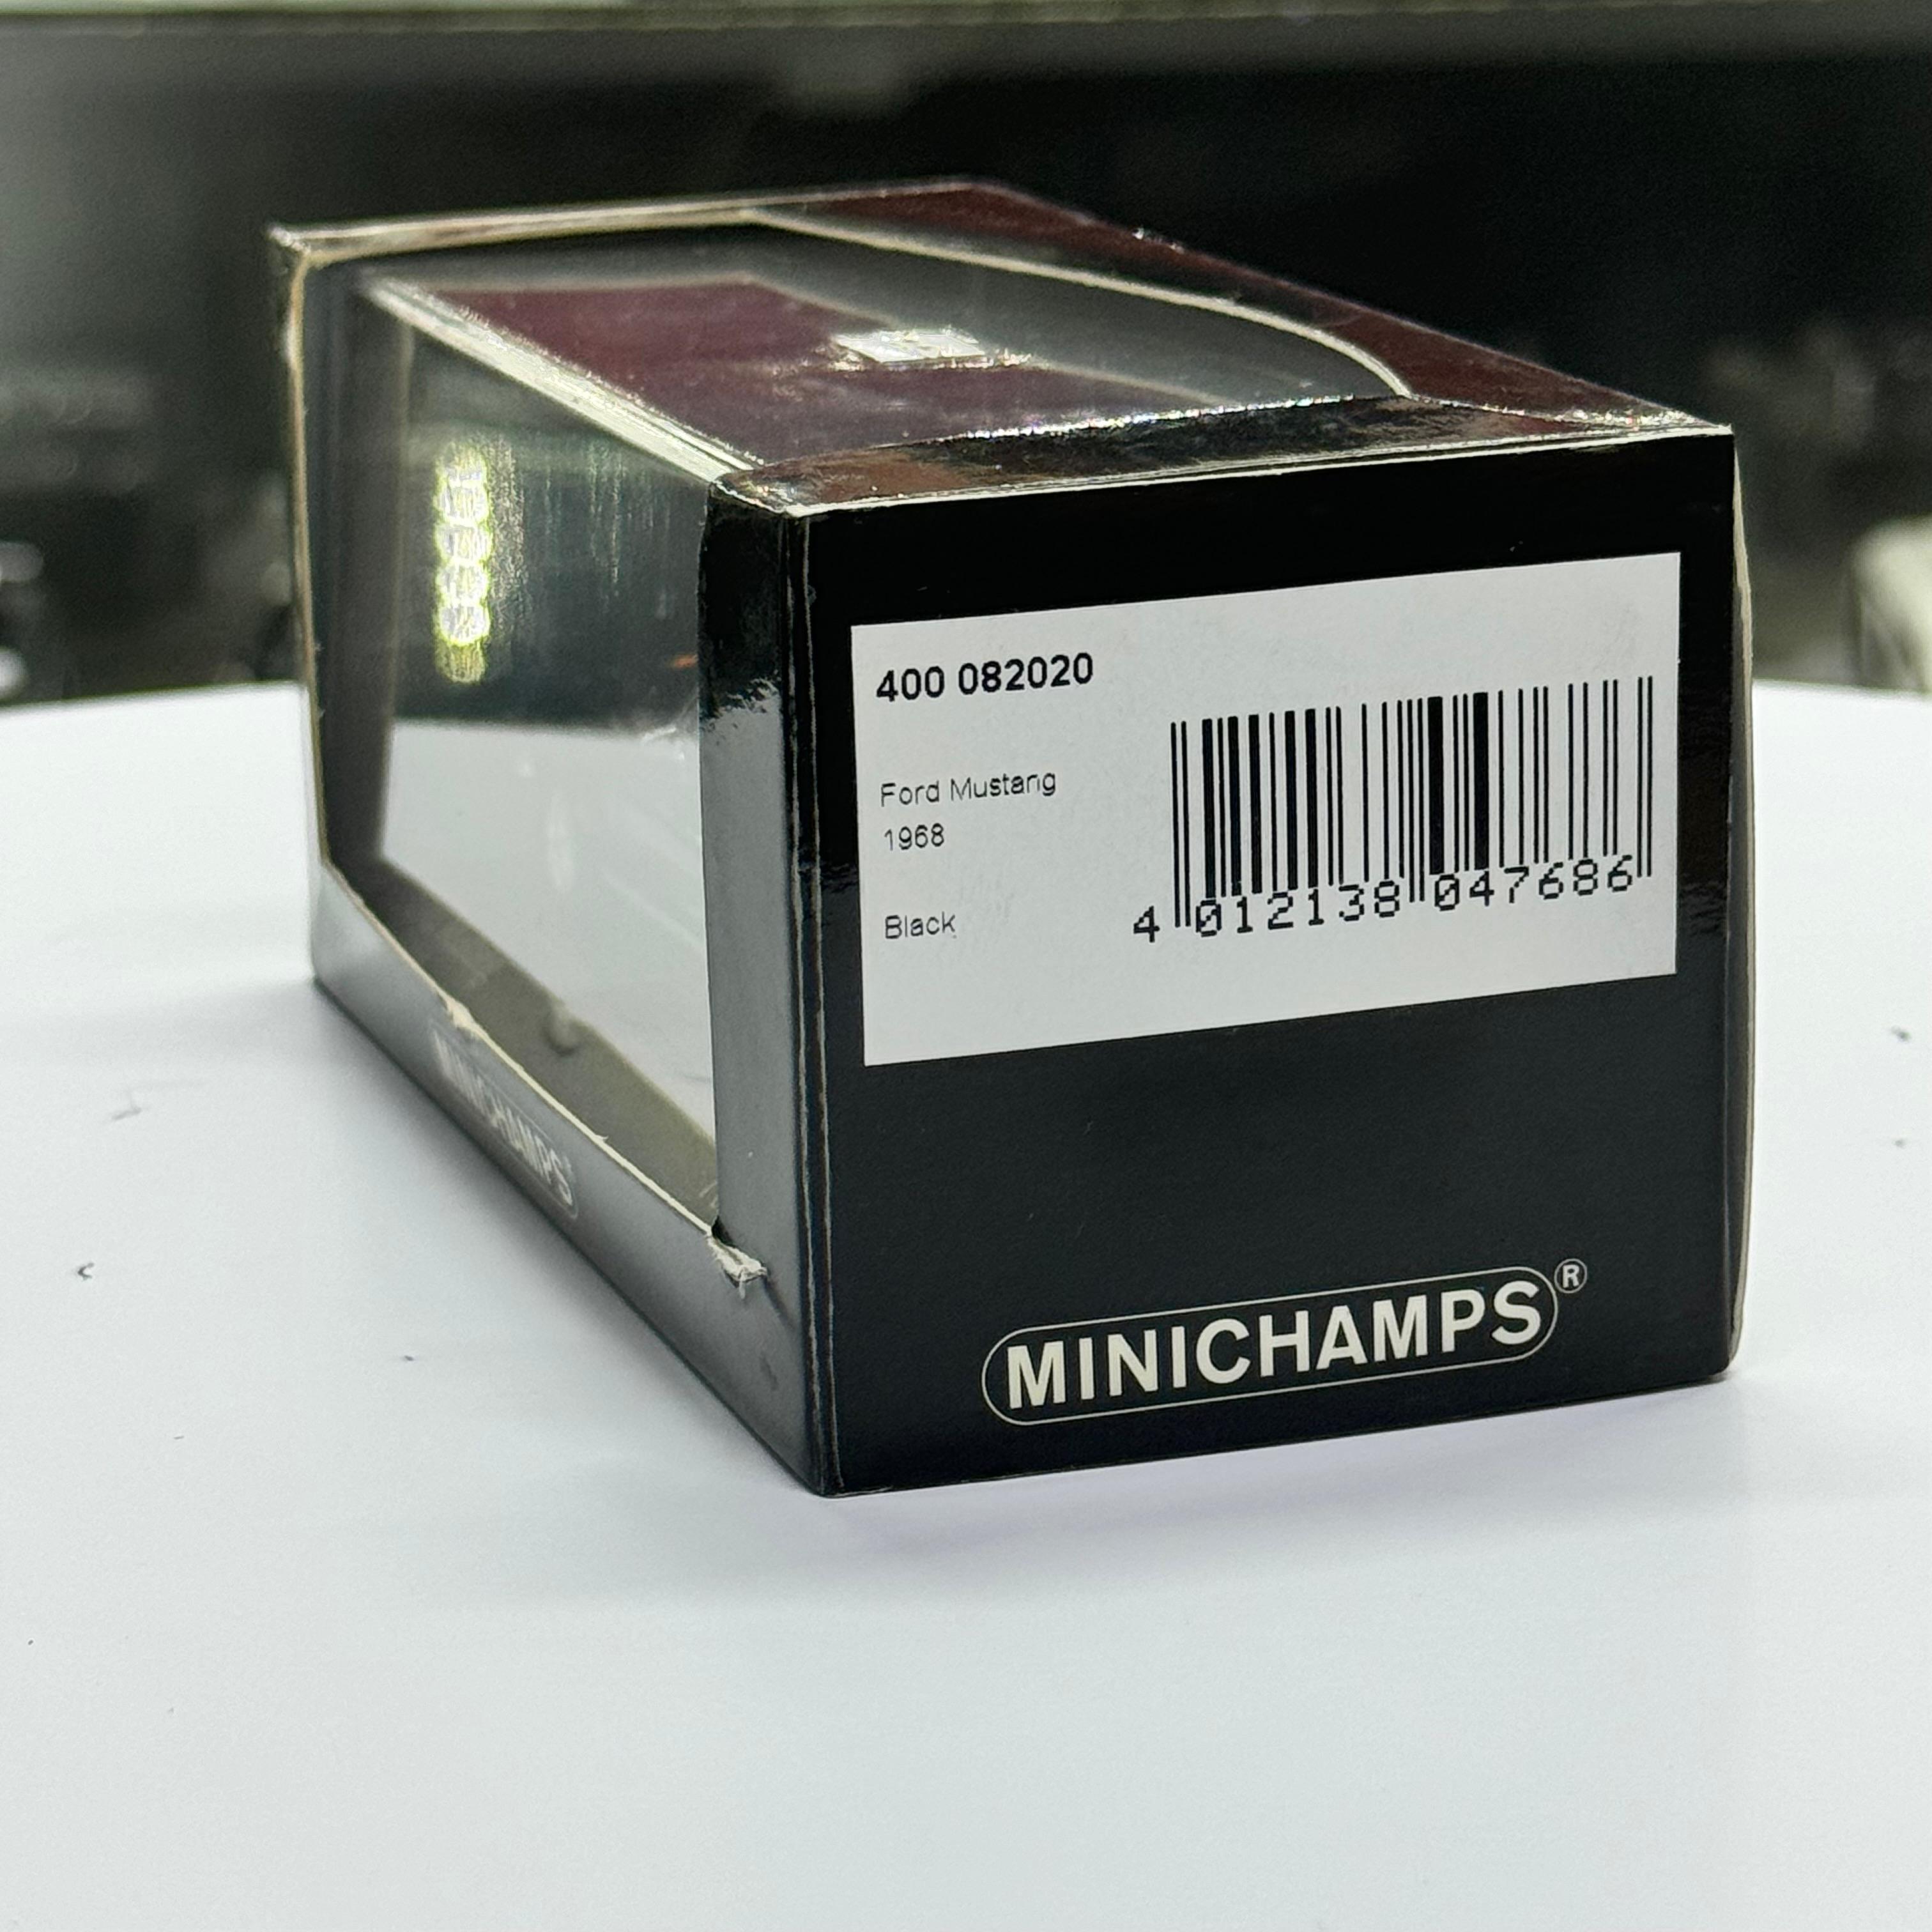 400 082020
Ford Mustang
1968
Black
4 012138 047686
MINICHAMPS®
MINICHAMPS